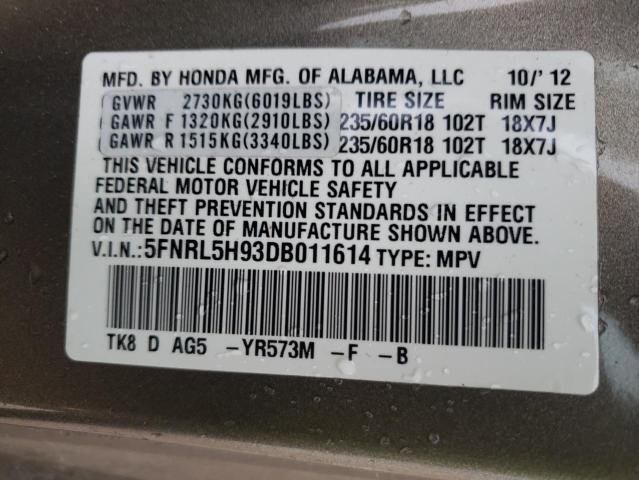 MFD. BY HONDA MFG. OF ALABAMA, LLC 10/' 12
GVWR 2730KG(6019LBS) TIRE SIZE RIM SIZE
GAWR F 1320KG(2910LBS) 235/60R18 102T 18X7J
GAWR R 1515KG(3340LBS) 235/60R18 102T 18X7J
THIS VEHICLE CONFORMS TO ALL APPLICABLE
FEDERAL MOTOR VEHICLE SAFETY
AND THEFT PREVENTION STANDARDS IN EFFECT
ON THE DATE OF MANUFACTURE SHOWN ABOVE.
V.I.N.:5FNRL5H93DB011614 TYPE: MPV
TK8 D AG5 -YR573M -F -B